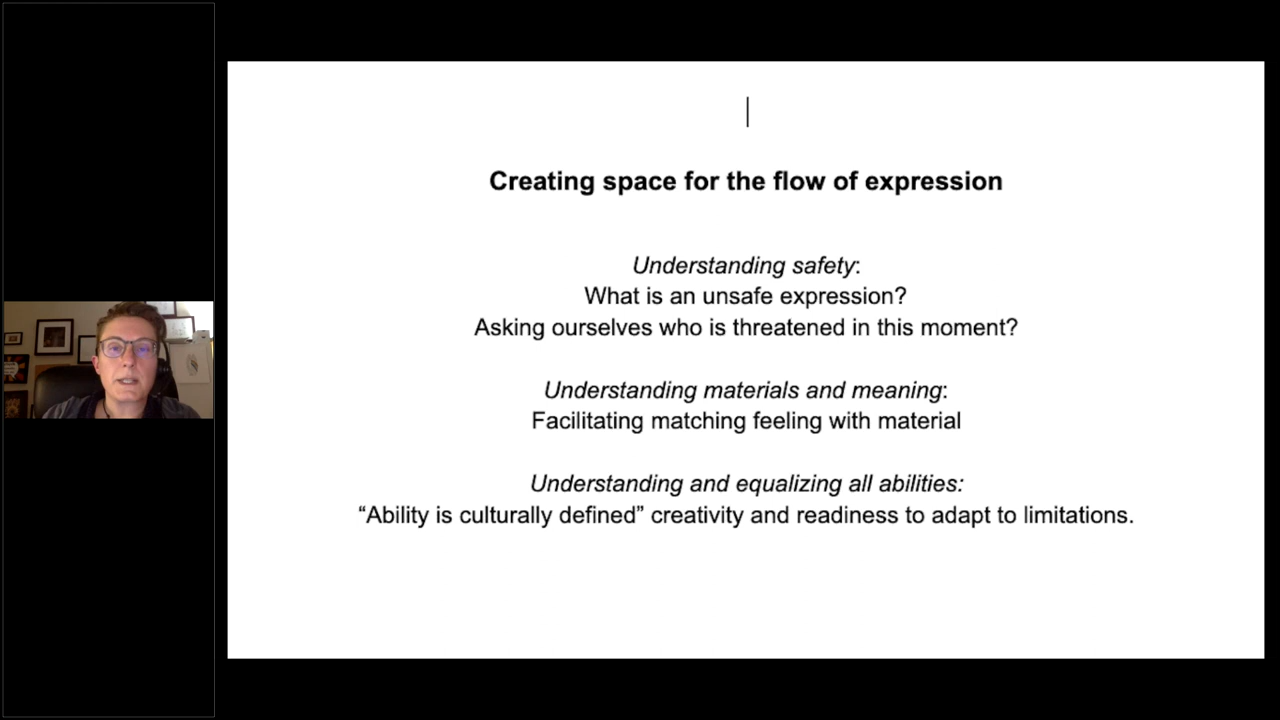 Creating space for the flow of expression
Understanding safety:
What is an unsafe expression?
Asking ourselves who is threatened in this moment?
Understanding materials and meaning:
Facilitating matching feeling with material
Understanding and equalizing all abilities:
“Ability is culturally defined” creativity and readiness to adapt to limitations.